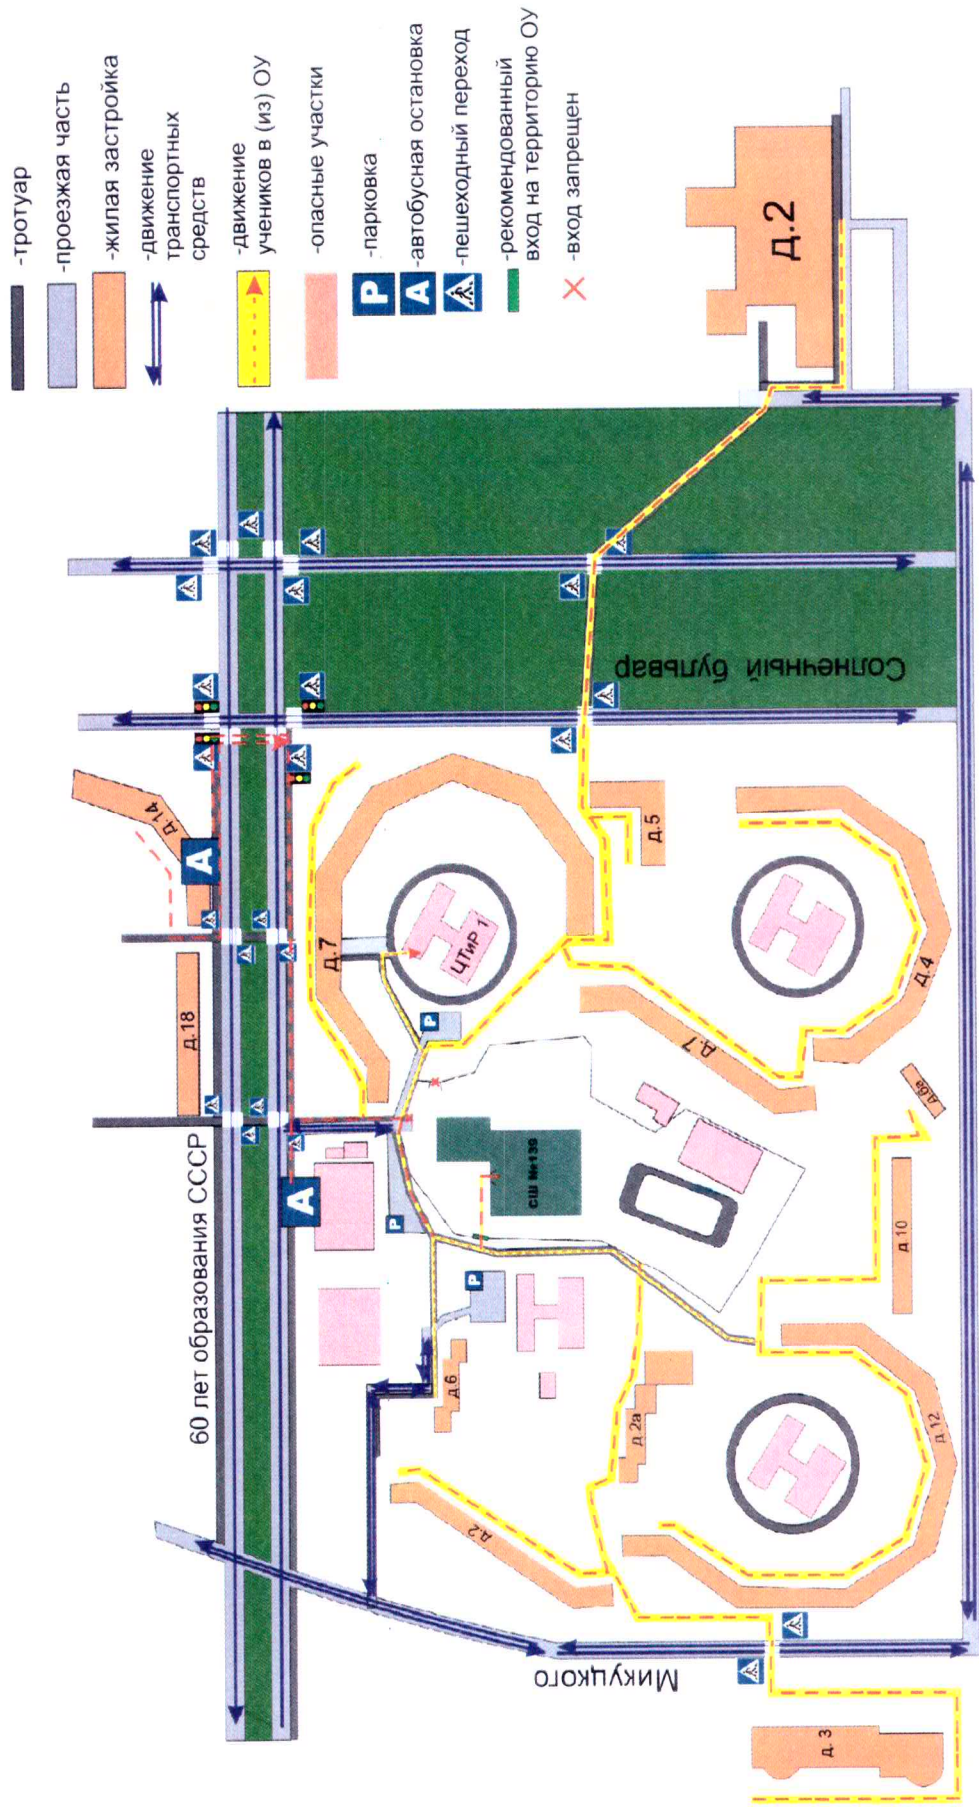 -тротуар
-проезжая часть
-жилая застройка
-движение
транспортных
средств
-движение
учеников в (из) ОУ
-опасные участки
P
-парковка
A
-автобусная остановка
-пешеходный переход
-рекомендованный
вход на территорию ОУ
-вход запрещен
60 лет образования СССР
д.18
A
д.14
A
д.7
ЦТиР 1
P
P
P
СШ №139
д.6
д.2
д.2а
д.12
д.10
д.6а
д.7
д.4
д.5
Солнечный бульвар
д.2
Микуцкого
д. 3